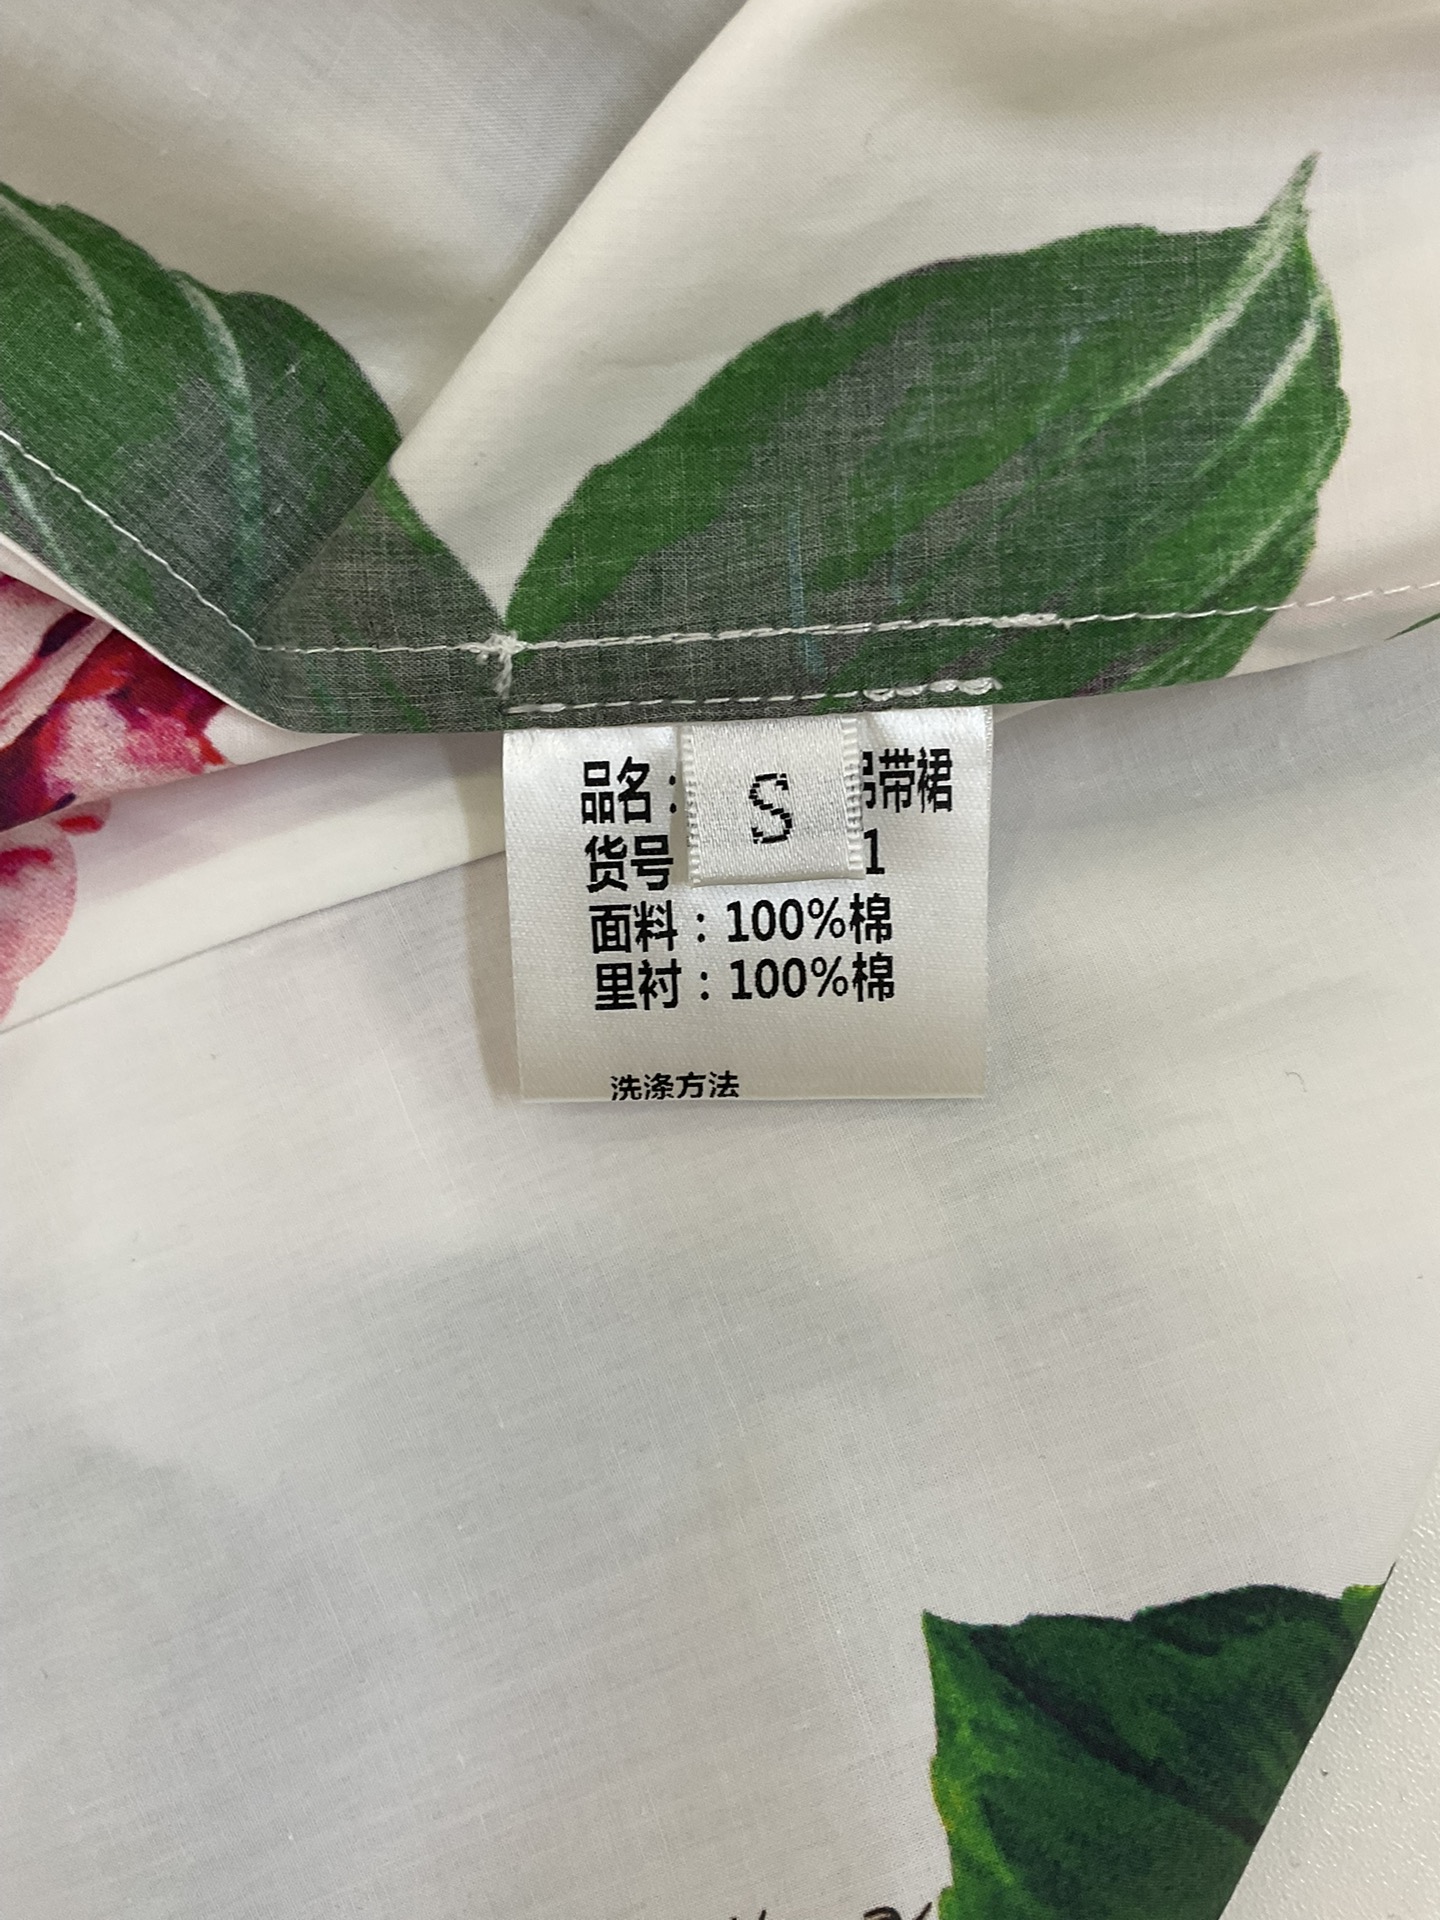 品名：
带裙
S
货号
1
面料：100%棉
里衬：100%棉
洗涤方法